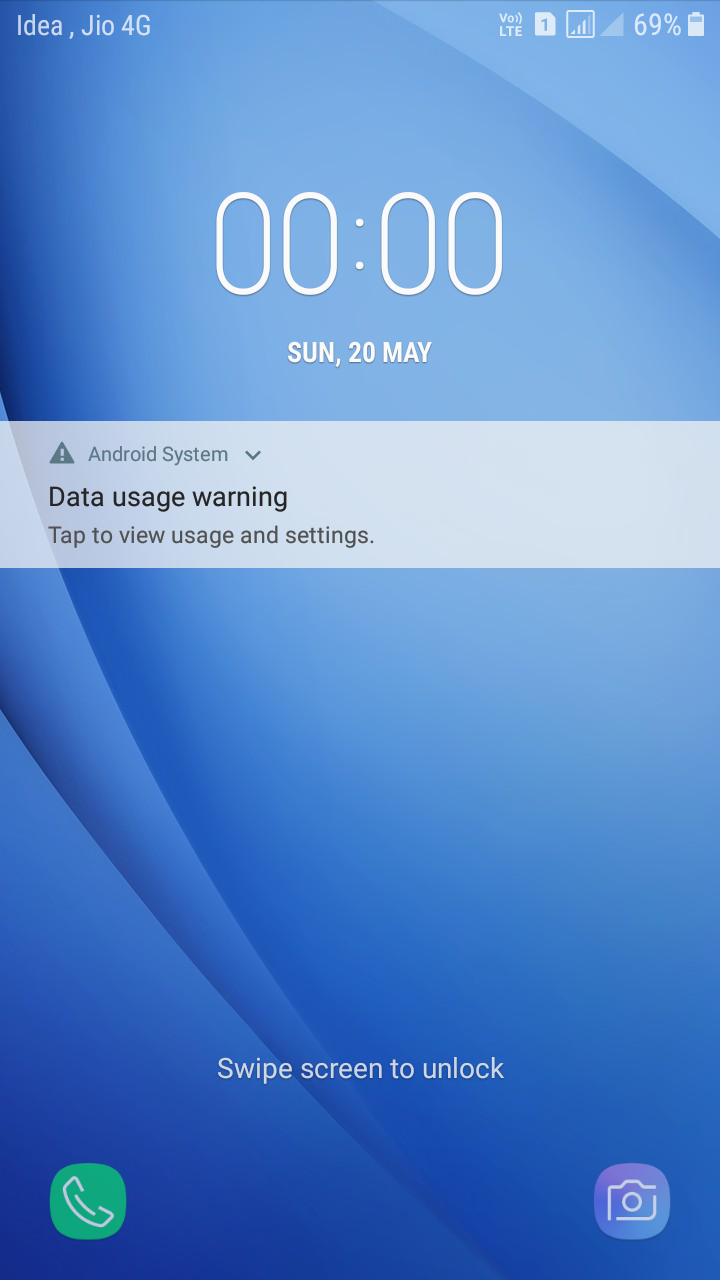 Idea , Jio 4G
Vo)) LTE 1 69%
00:00
SUN, 20 MAY
Android System
Data usage warning
Tap to view usage and settings.
Swipe screen to unlock